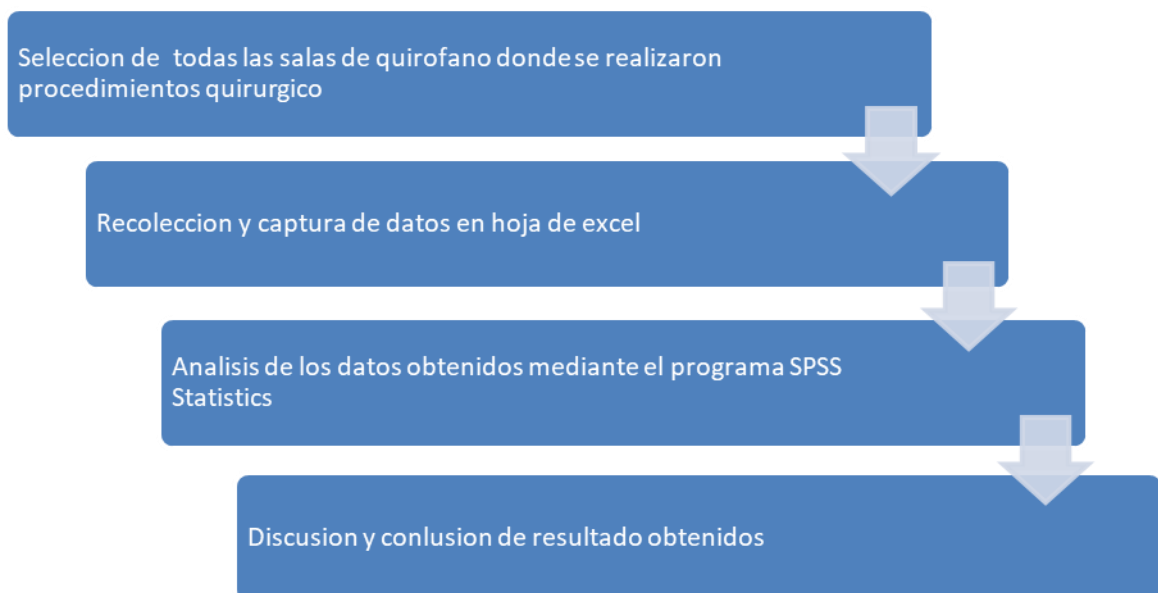 Seleccion de todas las salas de quirofano donde se realizaron
procedimientos quirurgico
Recoleccion y captura de datos en hoja de excel
Analisis de los datos obtenidos mediante el programa SPSS
Statistics
Discusion y conlusion de resultado obtenidos